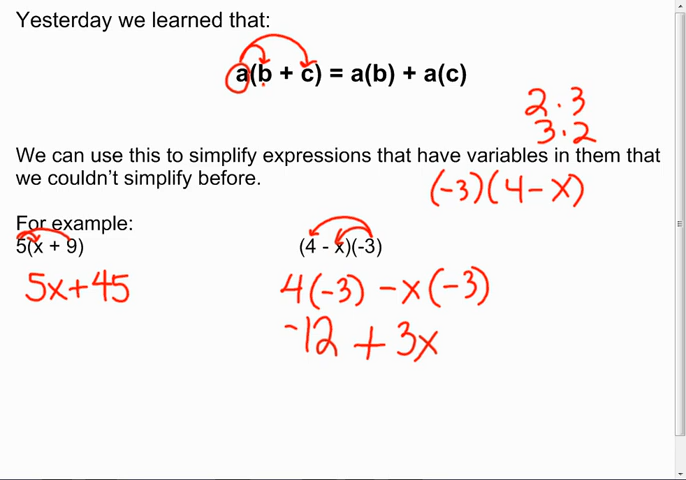 Yesterday we learned that:
a(b + c) = a(b) + a(c)
2 · 3
3 · 2
We can use this to simplify expressions that have variables in them that
we couldn't simplify before.
(-3)(4 - x)
For example:
5(x + 9)
(4 - x)(-3)
5x + 45
4(-3) - x(-3)
-12 + 3x